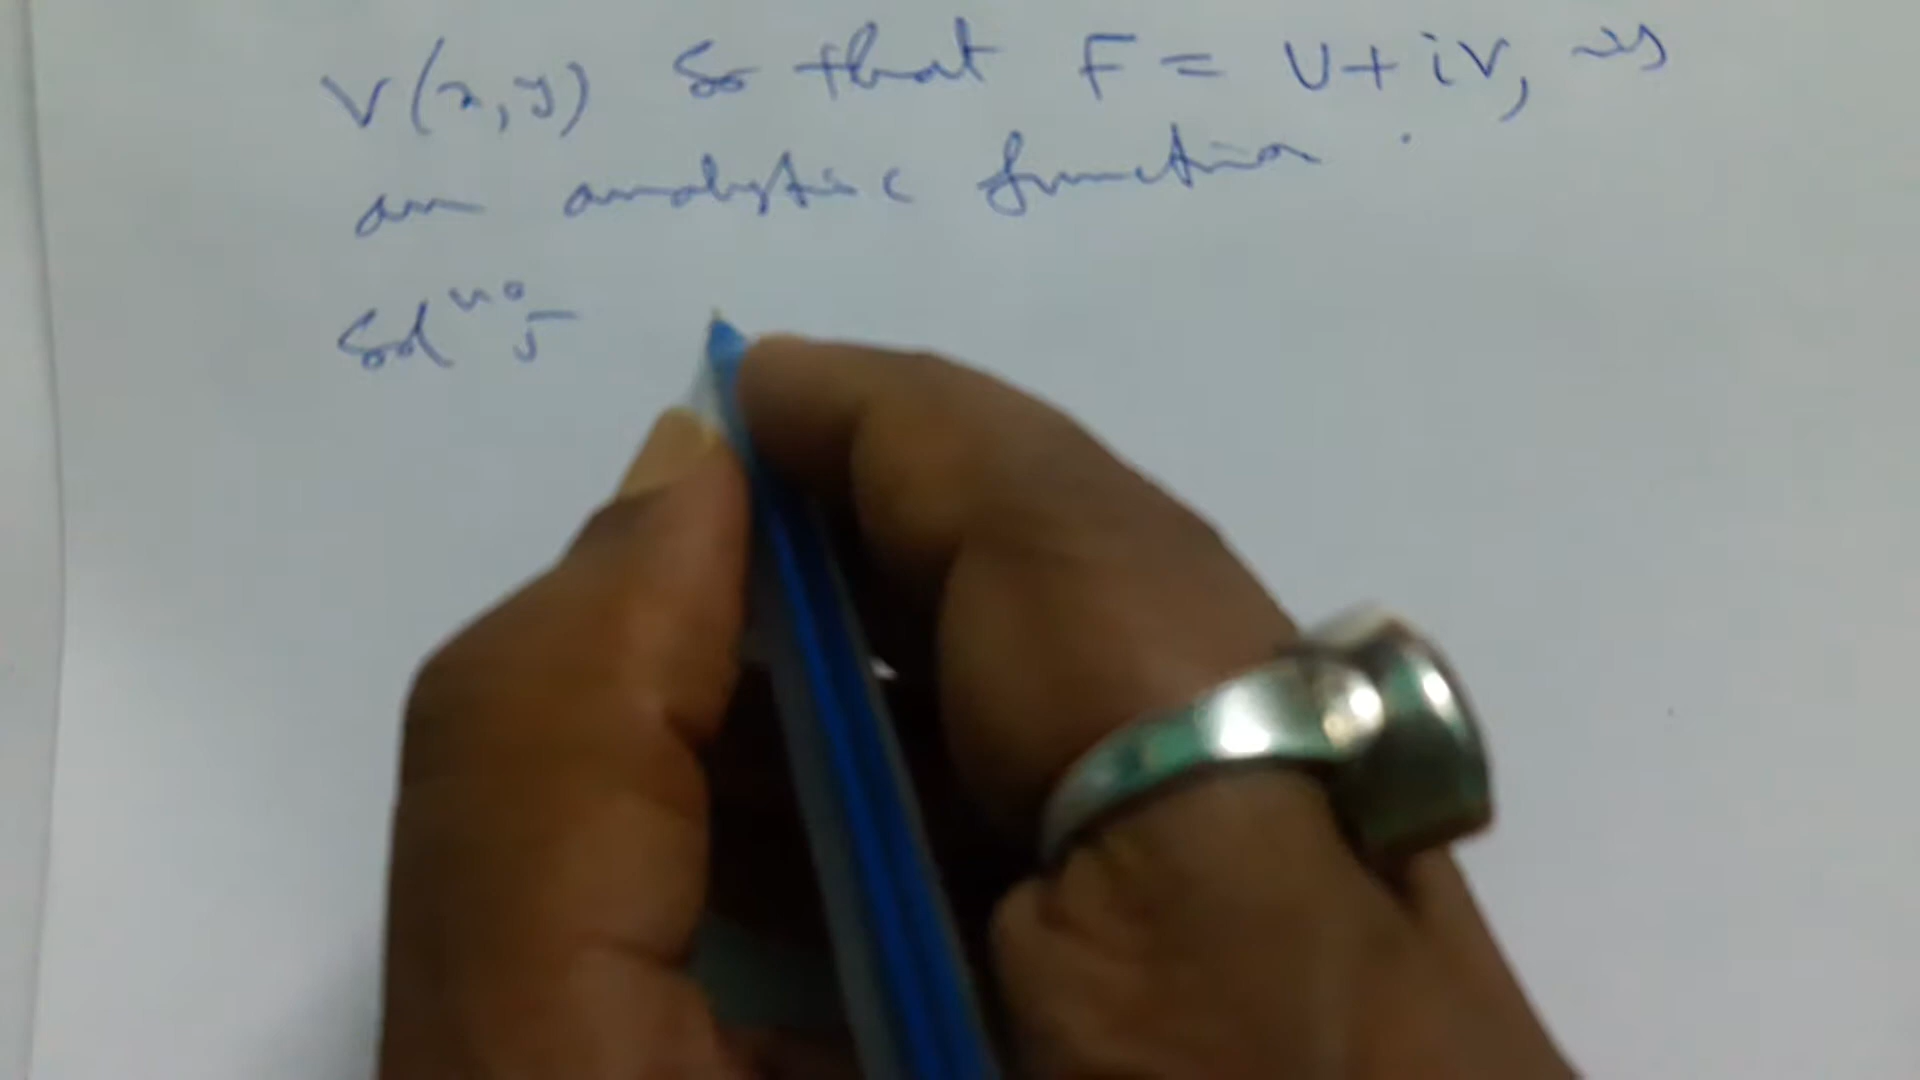 V(x,y) so that F = U+iV, is
an analytic function.
Solⁿ:-